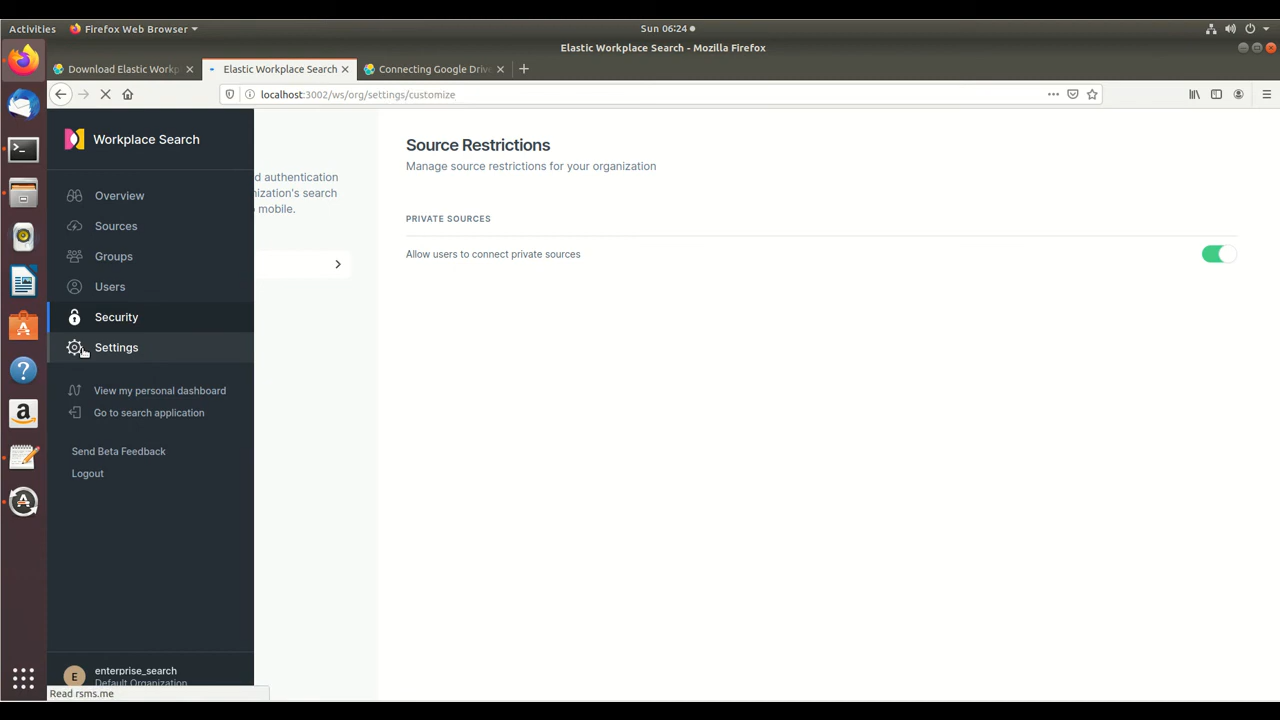 Activities
Firefox Web Browser
Sun 06:24
Elastic Workplace Search - Mozilla Firefox
Download Elastic Workp
Elastic Workplace Search
Connecting Google Drive
localhost:3002/ws/org/settings/customize
Workplace Search
Overview
Sources
Groups
Users
Security
Settings
View my personal dashboard
Go to search application
Send Beta Feedback
Logout
E
enterprise_search
Default Organization
Read rsms.me
d authentication
nization's search
mobile.
Source Restrictions
Manage source restrictions for your organization
PRIVATE SOURCES
Allow users to connect private sources